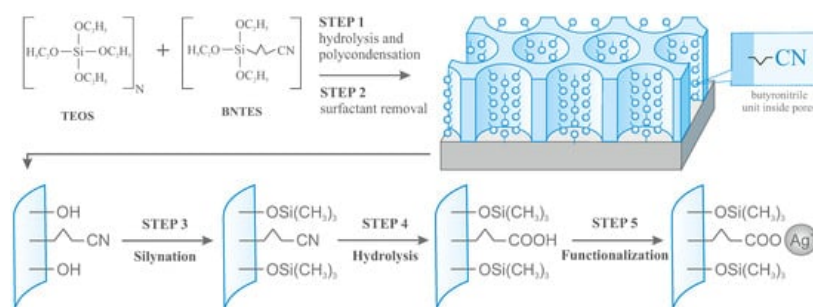 OC₂H₅
H₅C₂O—Si—OC₂H₅
OC₂H₅
N
TEOS
+
OC₂H₅
H₅C₂O—Si CN
OC₂H₅
BNTES
STEP 1
hydrolysis and
polycondensation
STEP 2
surfactant removal
CN
butyronitrile
unit inside pore
OH
CN
OH
STEP 3
Silynation
OSi(CH₃)₃
CN
OSi(CH₃)₃
STEP 4
Hydrolysis
OSi(CH₃)₃
COOH
OSi(CH₃)₃
STEP 5
Functionalization
OSi(CH₃)₃
COO Ag⁺
OSi(CH₃)₃